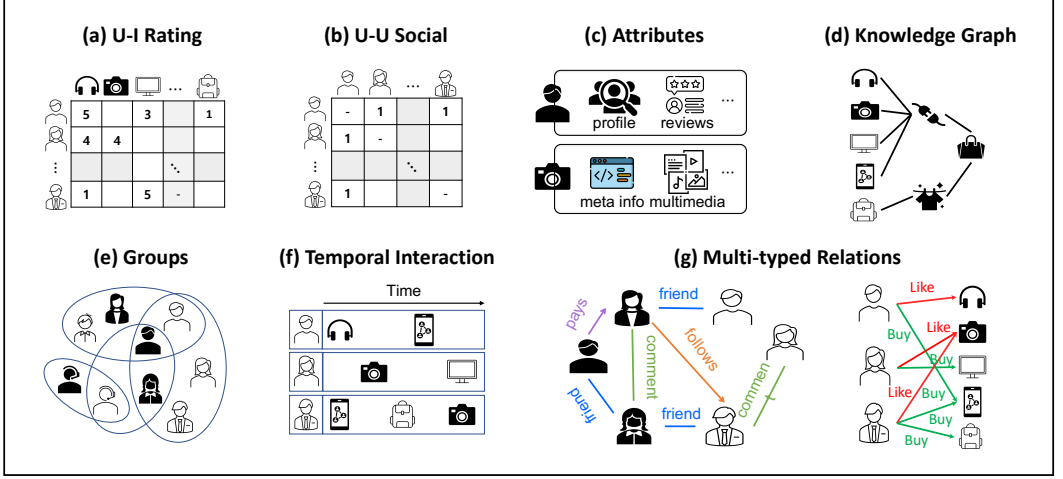 (a) U-I Rating
(b) U-U Social
(c) Attributes
(d) Knowledge Graph
...
5 3 1
4 4
⋮ ⋱
1 5 -
...
- 1 1
1 -
⋮ ⋱
1 -
profile reviews ...
</>
meta info multimedia ...
(e) Groups
(f) Temporal Interaction
(g) Multi-typed Relations
Time
pays
friend
follows
comment
commen
t
friend
friend
Like
Buy
Like
Buy
Like
Buy
Buy
Buy